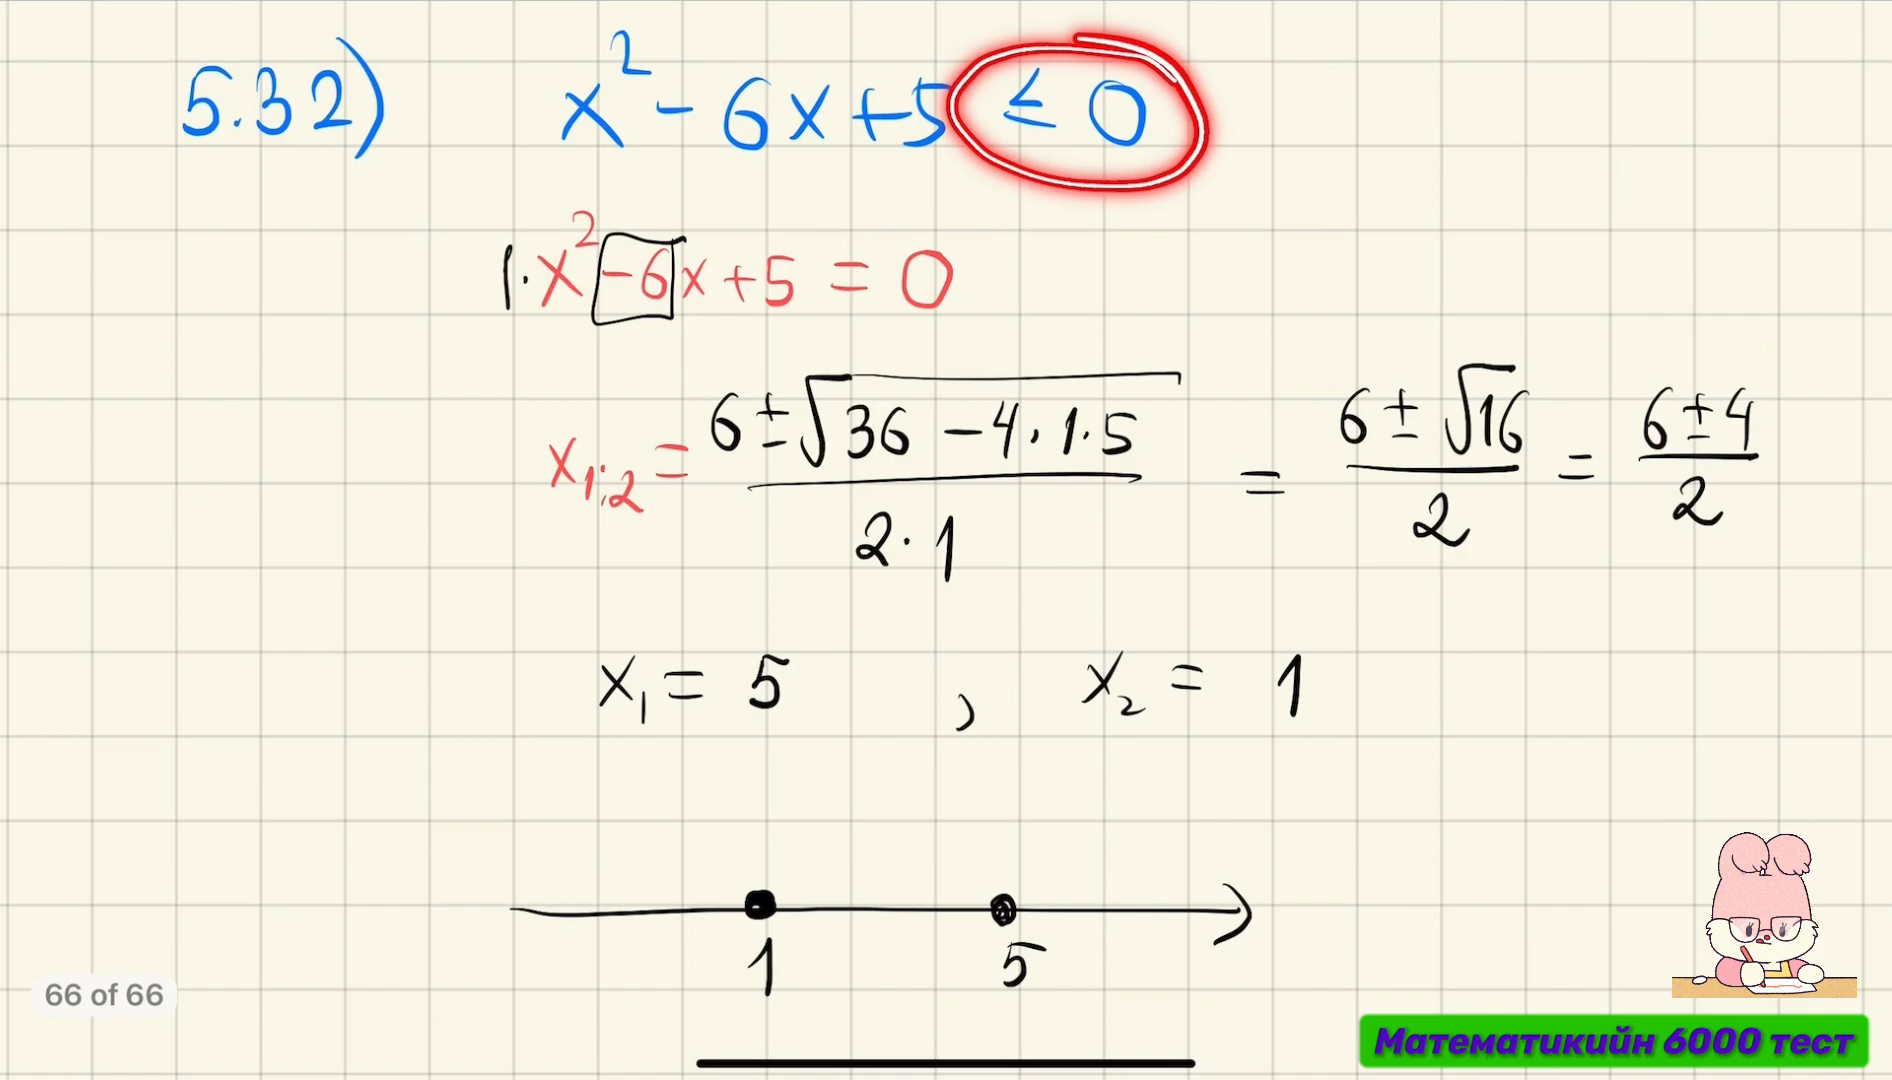 5.32) x² - 6x + 5 ≤ 0
1·x² -6x + 5 = 0
x₁;₂ = (6 ± √(36 - 4·1·5))/(2·1) = (6 ± √16)/2 = (6 ± 4)/2
x₁ = 5 , x₂ = 1
1 5
66 of 66
Математикийн 6000 тест